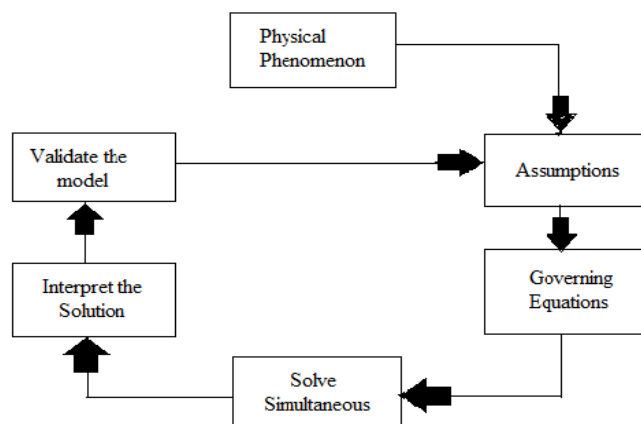 Physical
Phenomenon
Validate the
model
Assumptions
Interpret the
Solution
Governing
Equations
Solve
Simultaneous